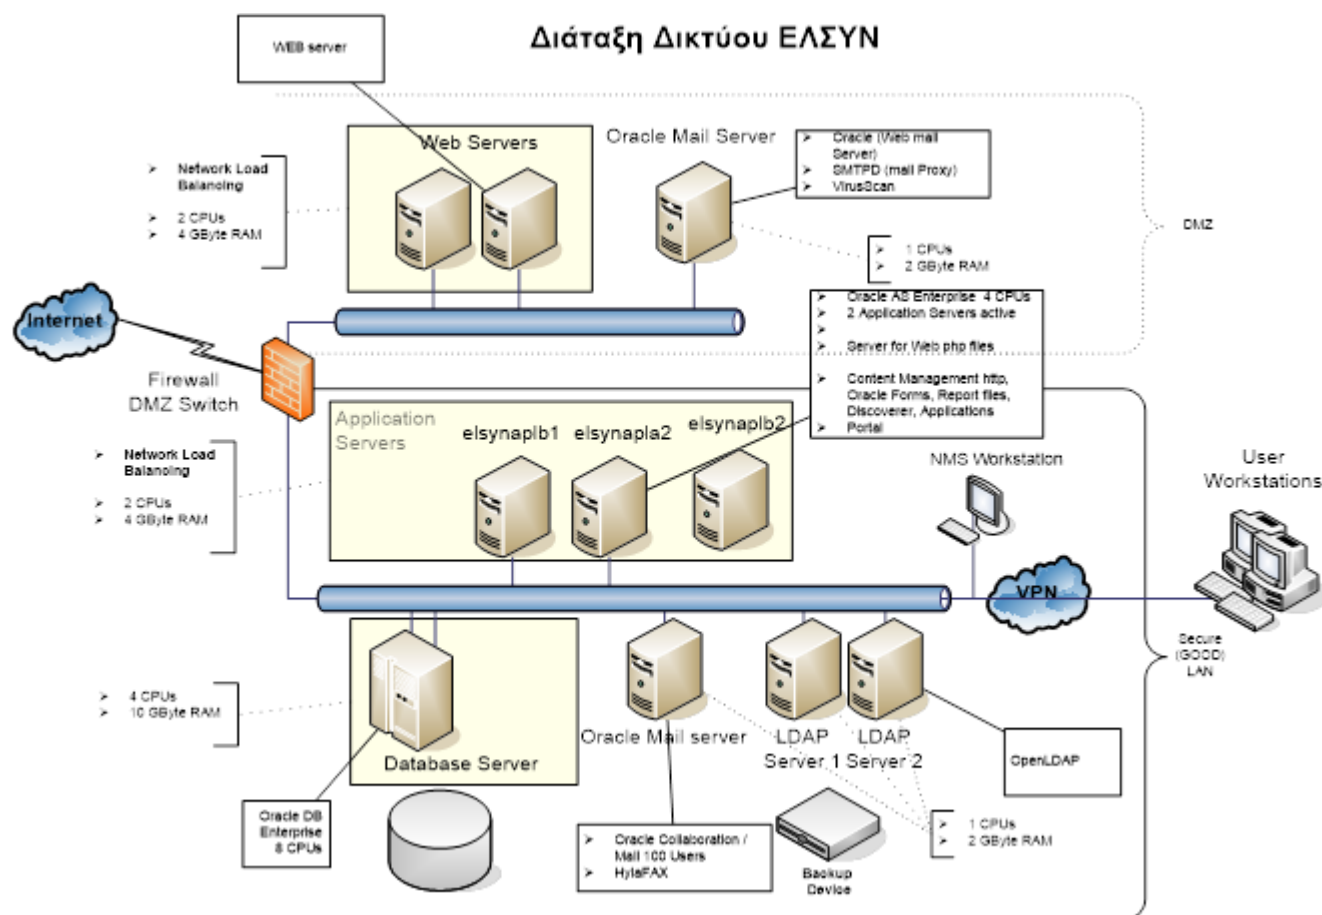 Διάταξη Δικτύου ΕΛΣΥΝ
WEB server
Web Servers
Oracle Mail Server
➢ Oracle (Web mail
Server)
➢ SMTPD (mail Proxy)
➢ VirusScan
➢ Network Load
Balancing
➢ 2 CPUs
➢ 4 GByte RAM
DMZ
➢ 1 CPUs
➢ 2 GByte RAM
Internet
Firewall
DMZ Switch
➢ Oracle AS Enterprise 4 CPUs
➢ 2 Application Servers active
➢
➢ Server for Web php files
➢ Content Management http,
Oracle Forms, Report files,
Discoverer, Applications
➢ Portal
Application
Servers
elsynaplb1
elsynapla2
elsynaplb2
➢ Network Load
Balancing
➢ 2 CPUs
➢ 4 GByte RAM
NMS Workstation
User
Workstations
VPN
Secure
(GOOD)
LAN
➢ 4 CPUs
➢ 10 GByte RAM
Database Server
Oracle Mail server
LDAP
Server 1
LDAP
Server 2
OpenLDAP
Oracle DB
Enterprise
8 CPUs
➢ Oracle Collaboration /
Mail 100 Users
➢ HylaFAX
Backup
Device
➢ 1 CPUs
➢ 2 GByte RAM